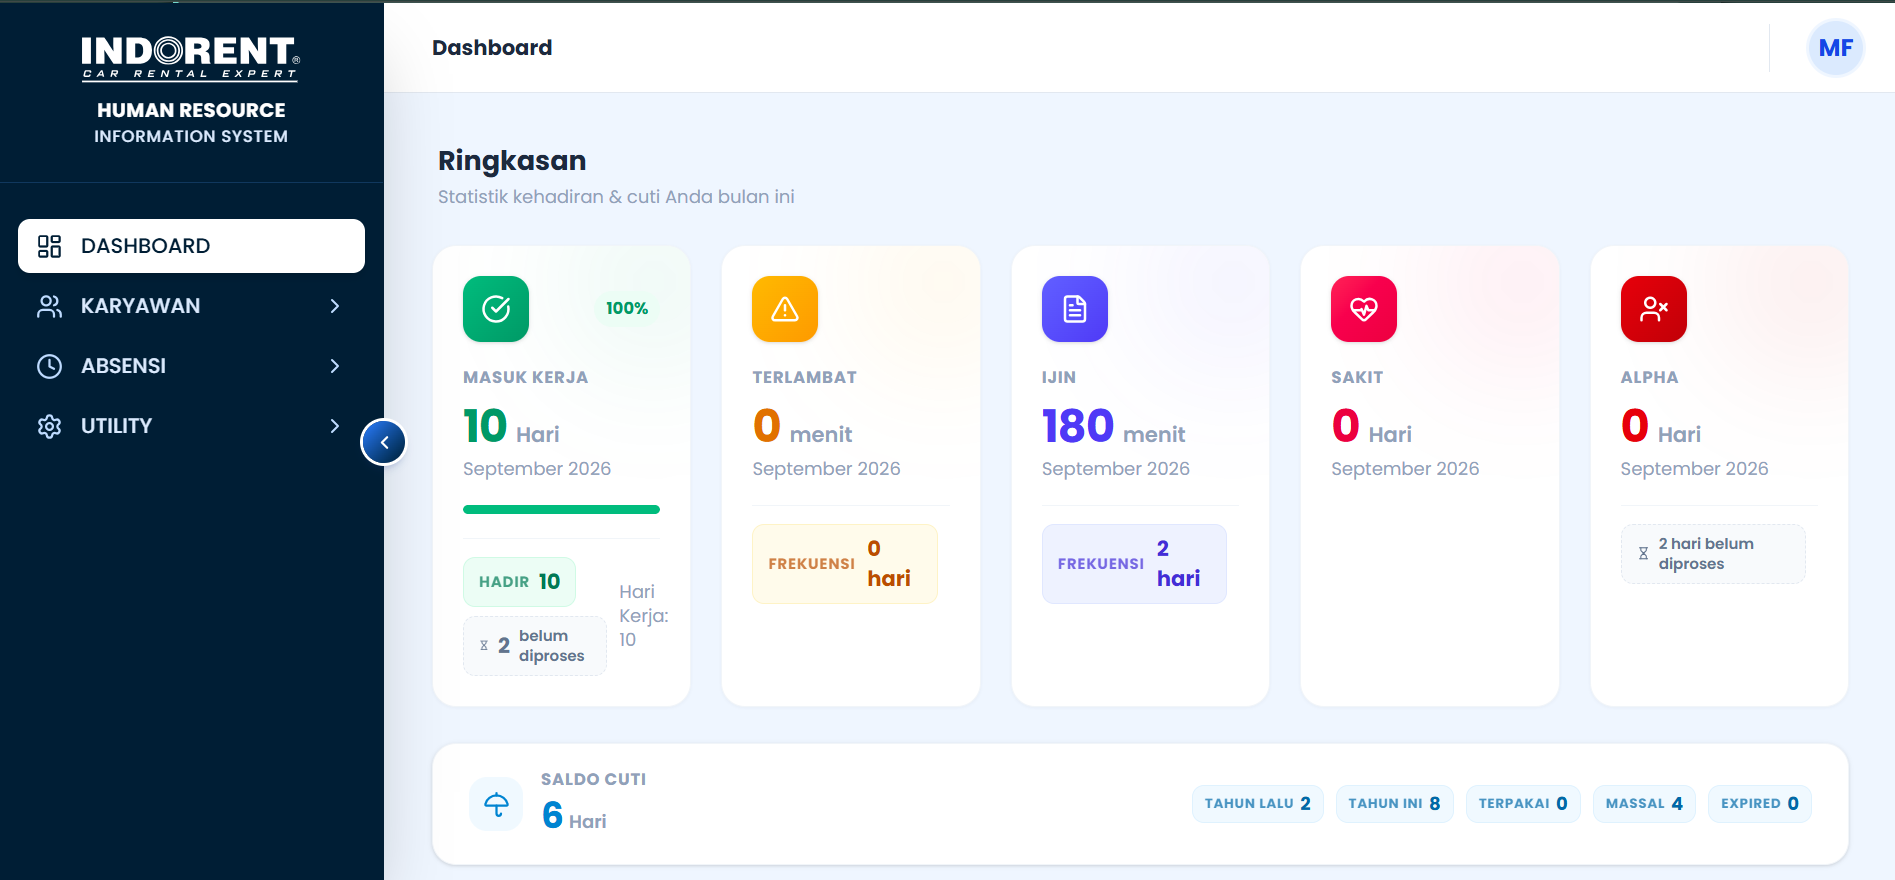 INDORENT®
CAR RENTAL EXPERT
HUMAN RESOURCE
INFORMATION SYSTEM
DASHBOARD
KARYAWAN
ABSENSI
UTILITY
Dashboard
MF
Ringkasan
Statistik kehadiran & cuti Anda bulan ini
100%
MASUK KERJA
10 Hari
September 2026
HADIR 10
2 belum
diproses
Hari
Kerja:
10
TERLAMBAT
0 menit
September 2026
FREKUENSI 0
hari
IJIN
180 menit
September 2026
FREKUENSI 2
hari
SAKIT
0 Hari
September 2026
ALPHA
0 Hari
September 2026
2 hari belum
diproses
SALDO CUTI
6 Hari
TAHUN LALU 2
TAHUN INI 8
TERPAKAI 0
MASSAL 4
EXPIRED 0